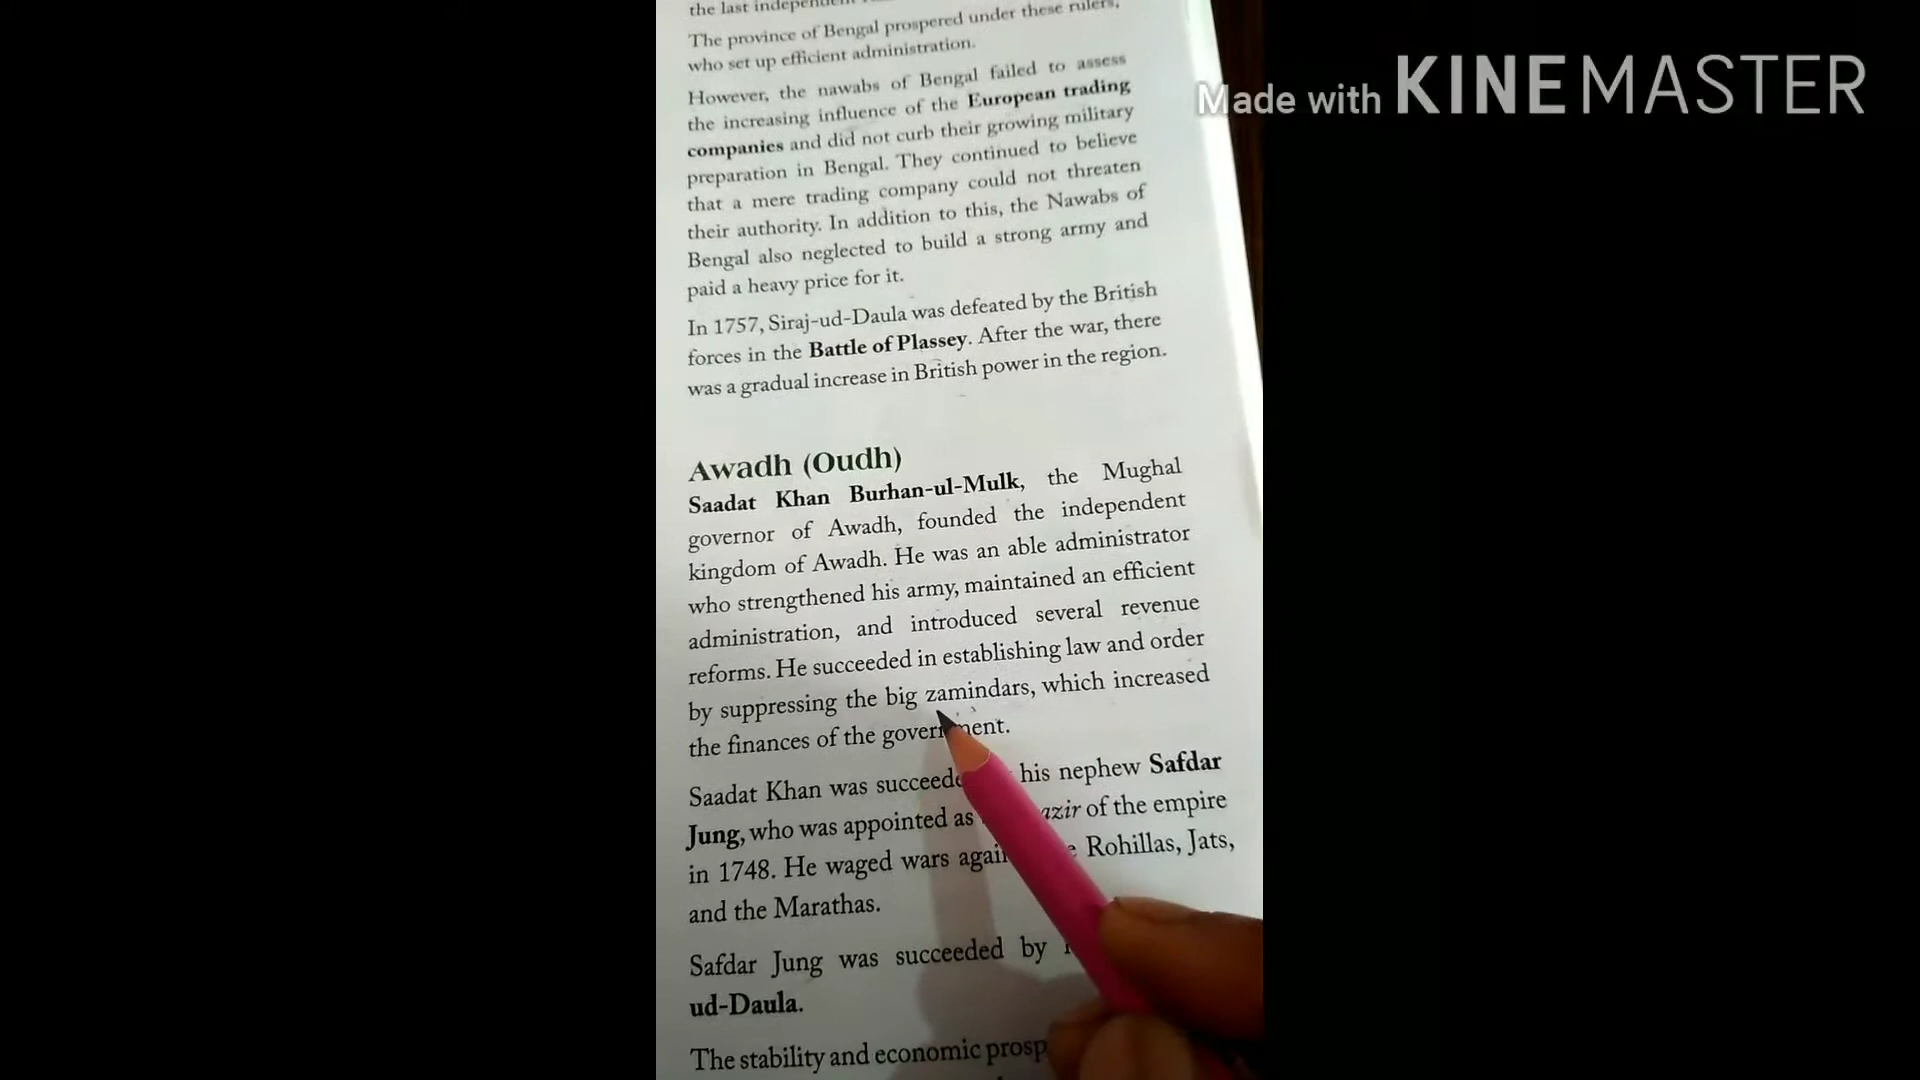 the last independent
The province of Bengal prospered under these rulers,
who set up efficient administration.
However, the nawabs of Bengal failed to assess
the increasing influence of the European trading
companies and did not curb their growing military
preparation in Bengal. They continued to believe
that a mere trading company could not threaten
their authority. In addition to this, the Nawabs of
Bengal also neglected to build a strong army and
paid a heavy price for it.
In 1757, Siraj-ud-Daula was defeated by the British
forces in the Battle of Plassey. After the war, there
was a gradual increase in British power in the region.
Awadh (Oudh)
Saadat Khan Burhan-ul-Mulk, the Mughal
governor of Awadh, founded the independent
kingdom of Awadh. He was an able administrator
who strengthened his army, maintained an efficient
administration, and introduced several revenue
reforms. He succeeded in establishing law and order
by suppressing the big zamindars, which increased
the finances of the government.
Saadat Khan was succeeded his nephew Safdar
Jung, who was appointed as of the empire
in 1748. He waged wars Rohillas, Jats,
and the Marathas.
Safdar Jung was succeeded by
ud-Daula.
The stability and economic
Made with KINEMASTER